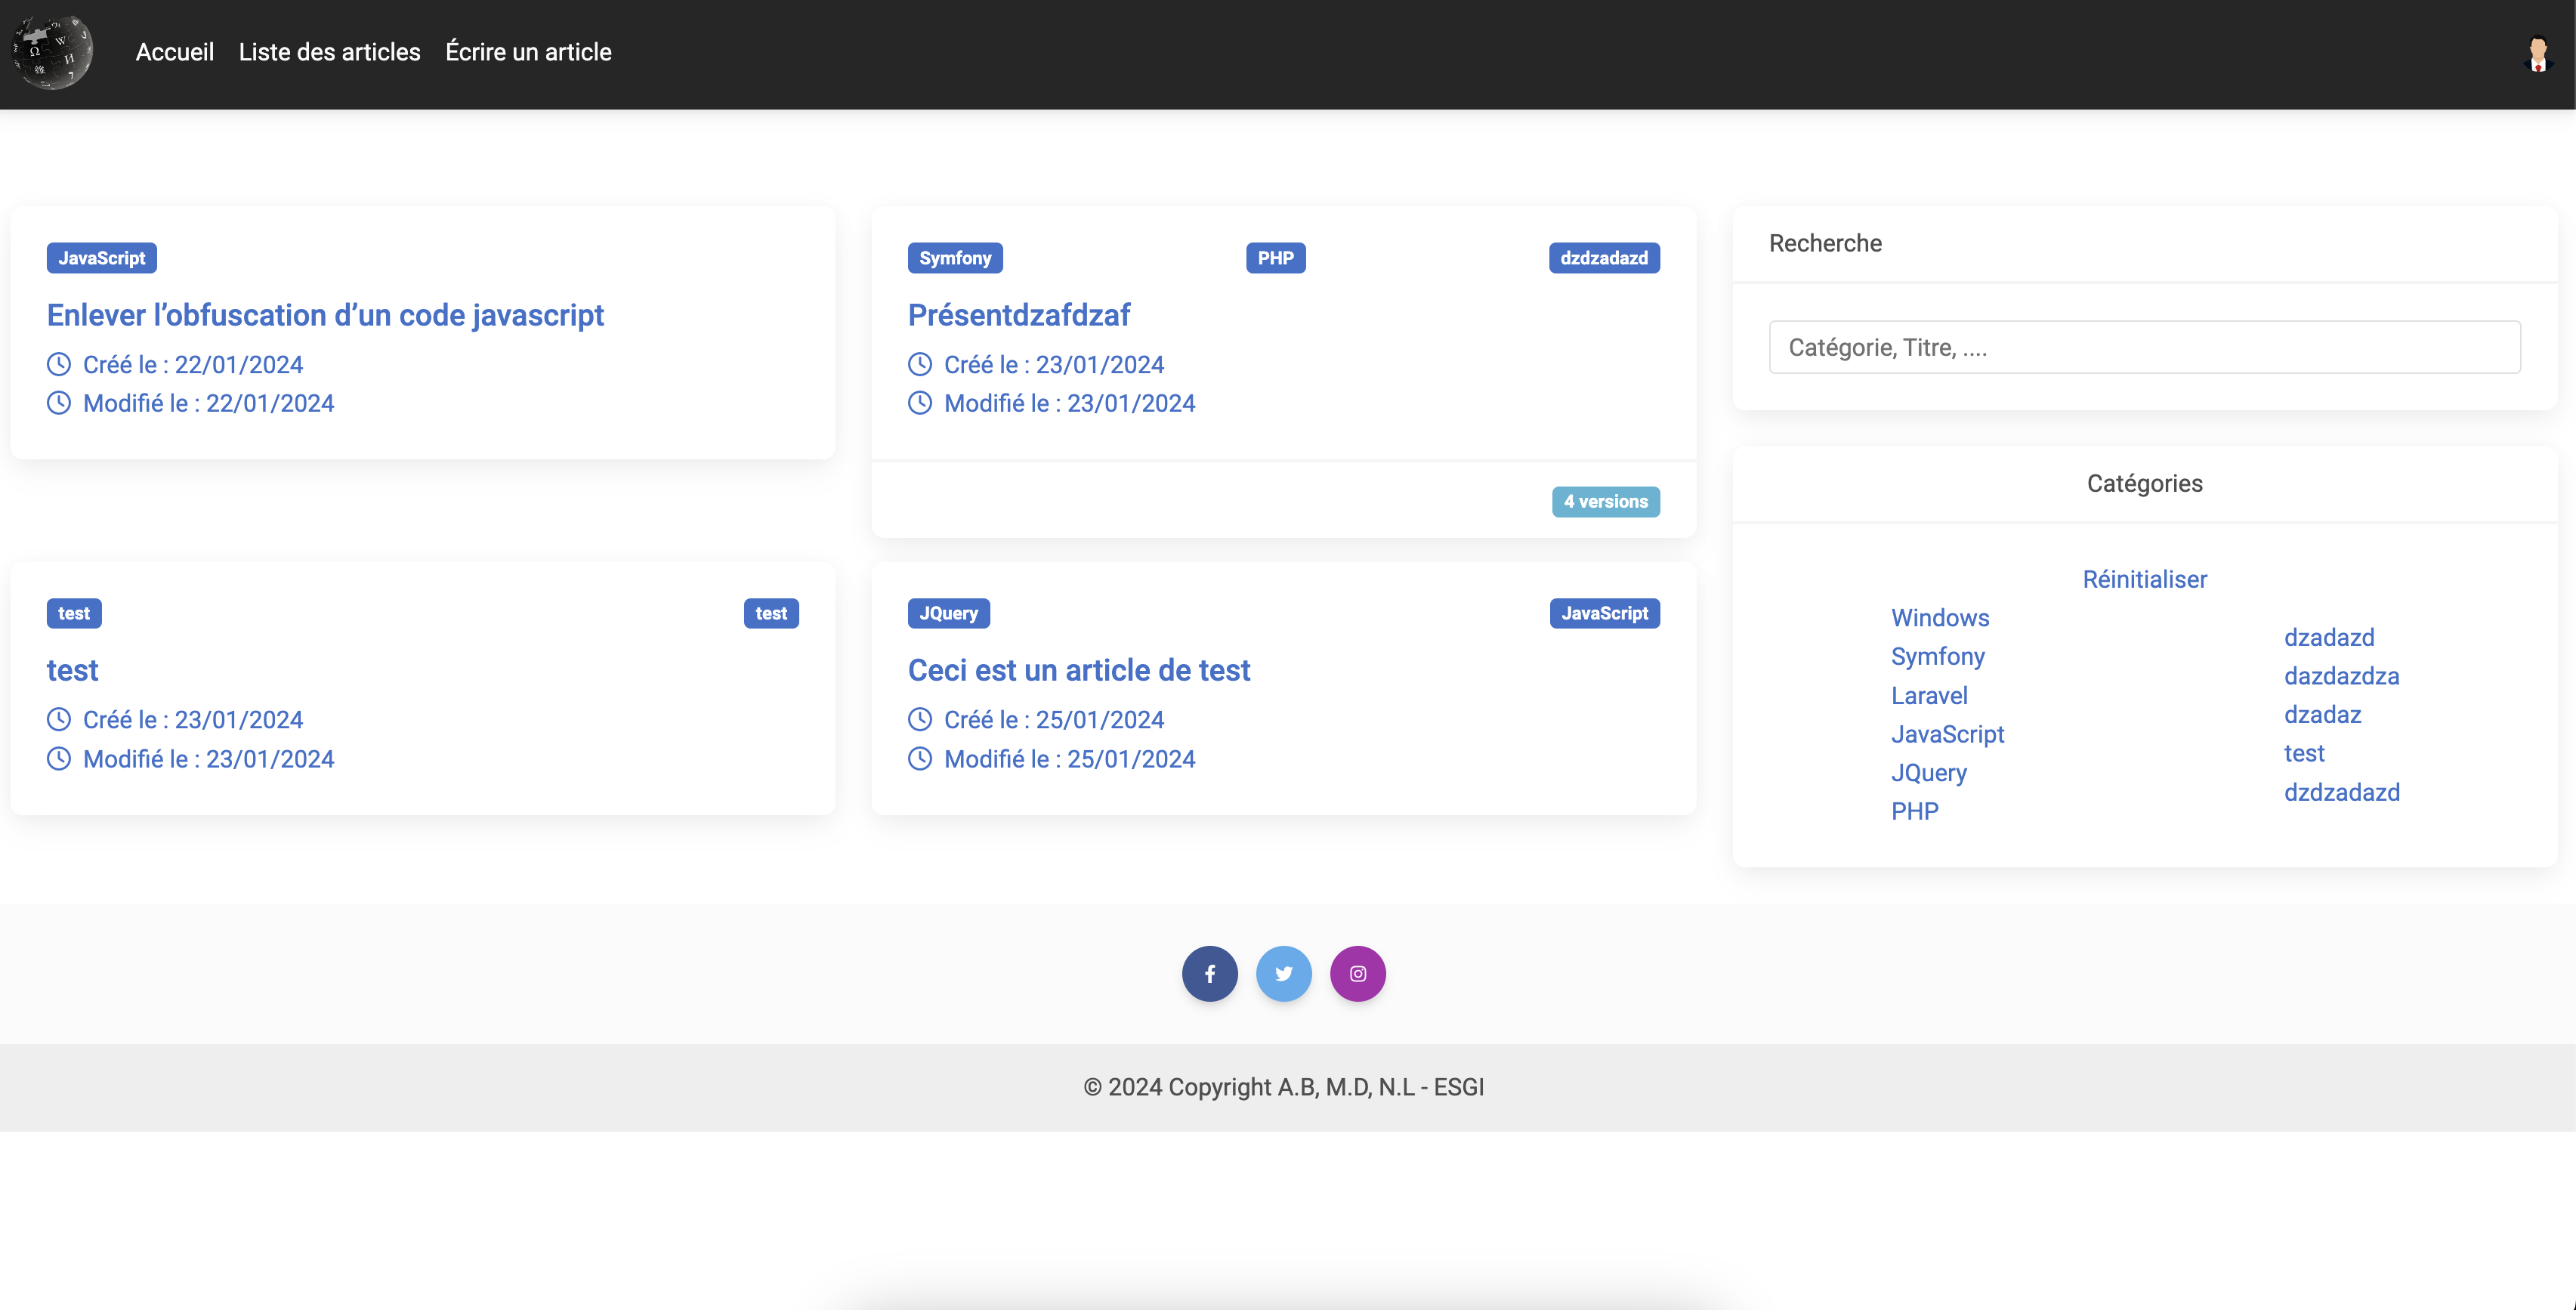 Accueil Liste des articles Écrire un article
JavaScript
Enlever l’obfuscation d’un code javascript
Créé le : 22/01/2024
Modifié le : 22/01/2024
Symfony PHP dzdzadazd
Présentdzafdzaf
Créé le : 23/01/2024
Modifié le : 23/01/2024
4 versions
test test
test
Créé le : 23/01/2024
Modifié le : 23/01/2024
JQuery JavaScript
Ceci est un article de test
Créé le : 25/01/2024
Modifié le : 25/01/2024
Recherche
Catégorie, Titre, ....
Catégories
Réinitialiser
Windows
Symfony
Laravel
JavaScript
JQuery
PHP
dzadazd
dazdazdza
dzadaz
test
dzdzadazd
© 2024 Copyright A.B, M.D, N.L - ESGI